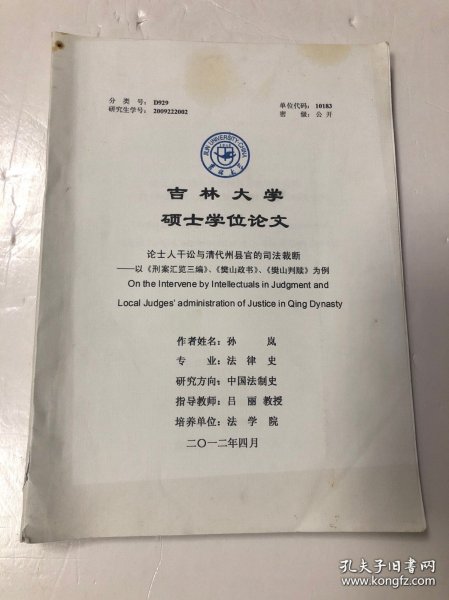 分 类 号： D929
单位代码： 10183
研究生学号： 2009222002
密 级： 公 开
JILIN UNIVERSITY CHINA
吉林大学
硕士学位论文
论士人干讼与清代州县官的司法裁断
——以《刑案汇览三编》、《樊山政书》、《樊山判牍》为例
On the Intervene by Intellectuals in Judgment and
Local Judges' administration of Justice in Qing Dynasty
作者姓名： 孙 岚
专 业： 法 律 史
研究方向： 中国法制史
指导教师： 吕 丽 教授
培养单位： 法 学 院
二〇一二年四月
孔夫子旧书网
www.kongfz.com